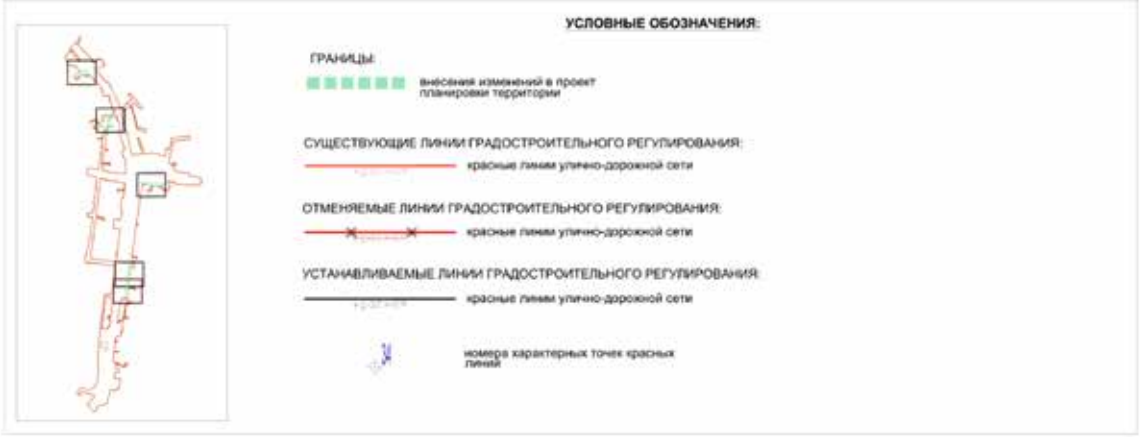 УСЛОВНЫЕ ОБОЗНАЧЕНИЯ:
ГРАНИЦЫ:
внесения изменений в проект
планировки территории
СУЩЕСТВУЮЩИЕ ЛИНИИ ГРАДОСТРОИТЕЛЬНОГО РЕГУЛИРОВАНИЯ:
красные линии улично-дорожной сети
ОТМЕНЯЕМЫЕ ЛИНИИ ГРАДОСТРОИТЕЛЬНОГО РЕГУЛИРОВАНИЯ:
красные линии улично-дорожной сети
УСТАНАВЛИВАЕМЫЕ ЛИНИИ ГРАДОСТРОИТЕЛЬНОГО РЕГУЛИРОВАНИЯ:
красные линии улично-дорожной сети
номера характерных точек красных
линий